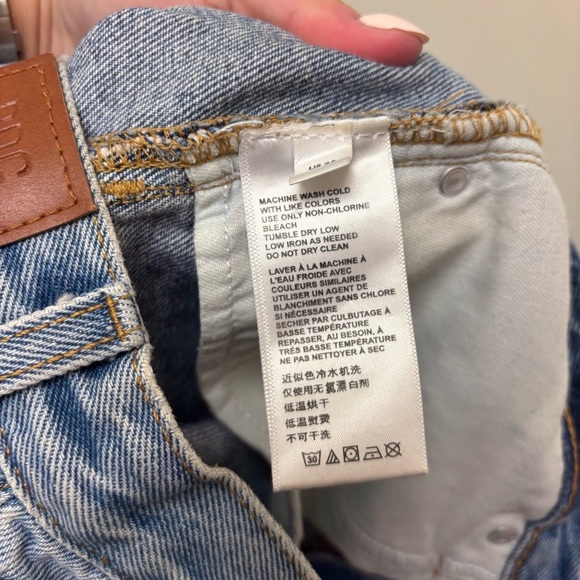 MACHINE WASH COLD
WITH LIKE COLORS
USE ONLY NON-CHLORINE
BLEACH
TUMBLE DRY LOW
LOW IRON AS NEEDED
DO NOT DRY CLEAN
LAVER À LA MACHINE À
L'EAU FROIDE AVEC
COULEURS SIMILAIRES
UTILISER UN AGENT DE
BLANCHIMENT SANS CHLORE
SI NÉCESSAIRE
SECHER PAR CULBUTAGE À
BASSE TEMPÉRATURE
REPASSER, AU BESOIN, À
TRÈS BASSE TEMPÉRATURE
NE PAS NETTOYER À SEC
近似色冷水机洗
仅使用无氯漂白剂
低温烘干
低温熨烫
不可干洗
30